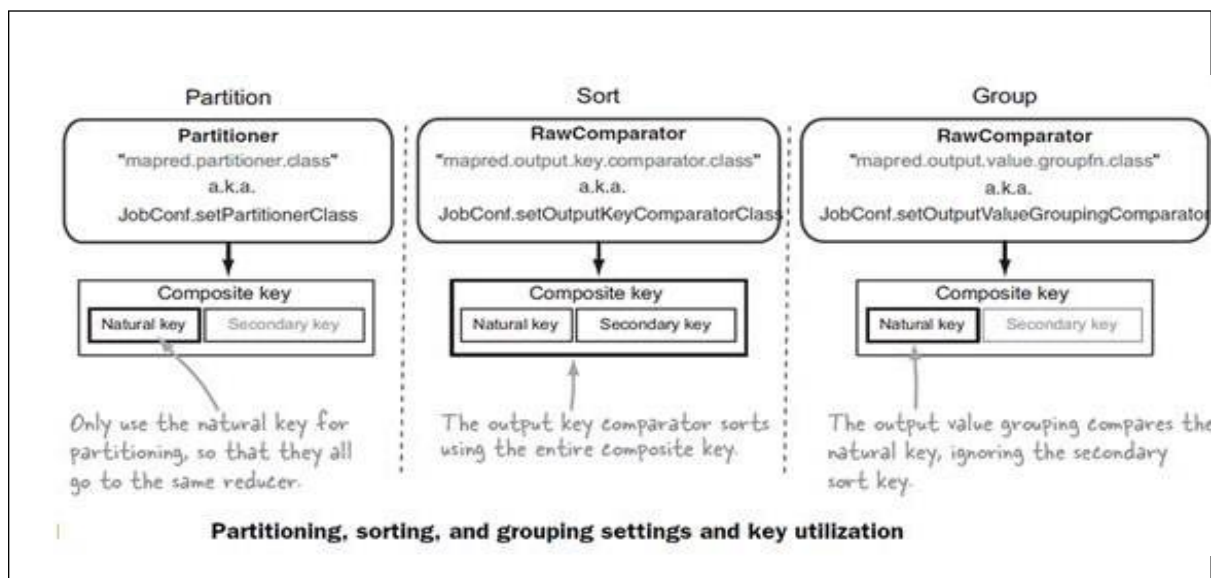 Partition
Partitioner
"mapred.partitioner.class"
a.k.a.
JobConf.setPartitionerClass
Composite key
Natural key
Secondary key
Only use the natural key for
partitioning, so that they all
go to the same reducer.
Sort
RawComparator
"mapred.output.key.comparator.class"
a.k.a.
JobConf.setOutputKeyComparatorClass
Composite key
Natural key
Secondary key
The output key comparator sorts
using the entire composite key.
Group
RawComparator
"mapred.output.value.groupfn.class"
a.k.a.
JobConf.setOutputValueGroupingComparator
Composite key
Natural key
Secondary key
The output value grouping compares the
natural key, ignoring the secondary
sort key.
Partitioning, sorting, and grouping settings and key utilization